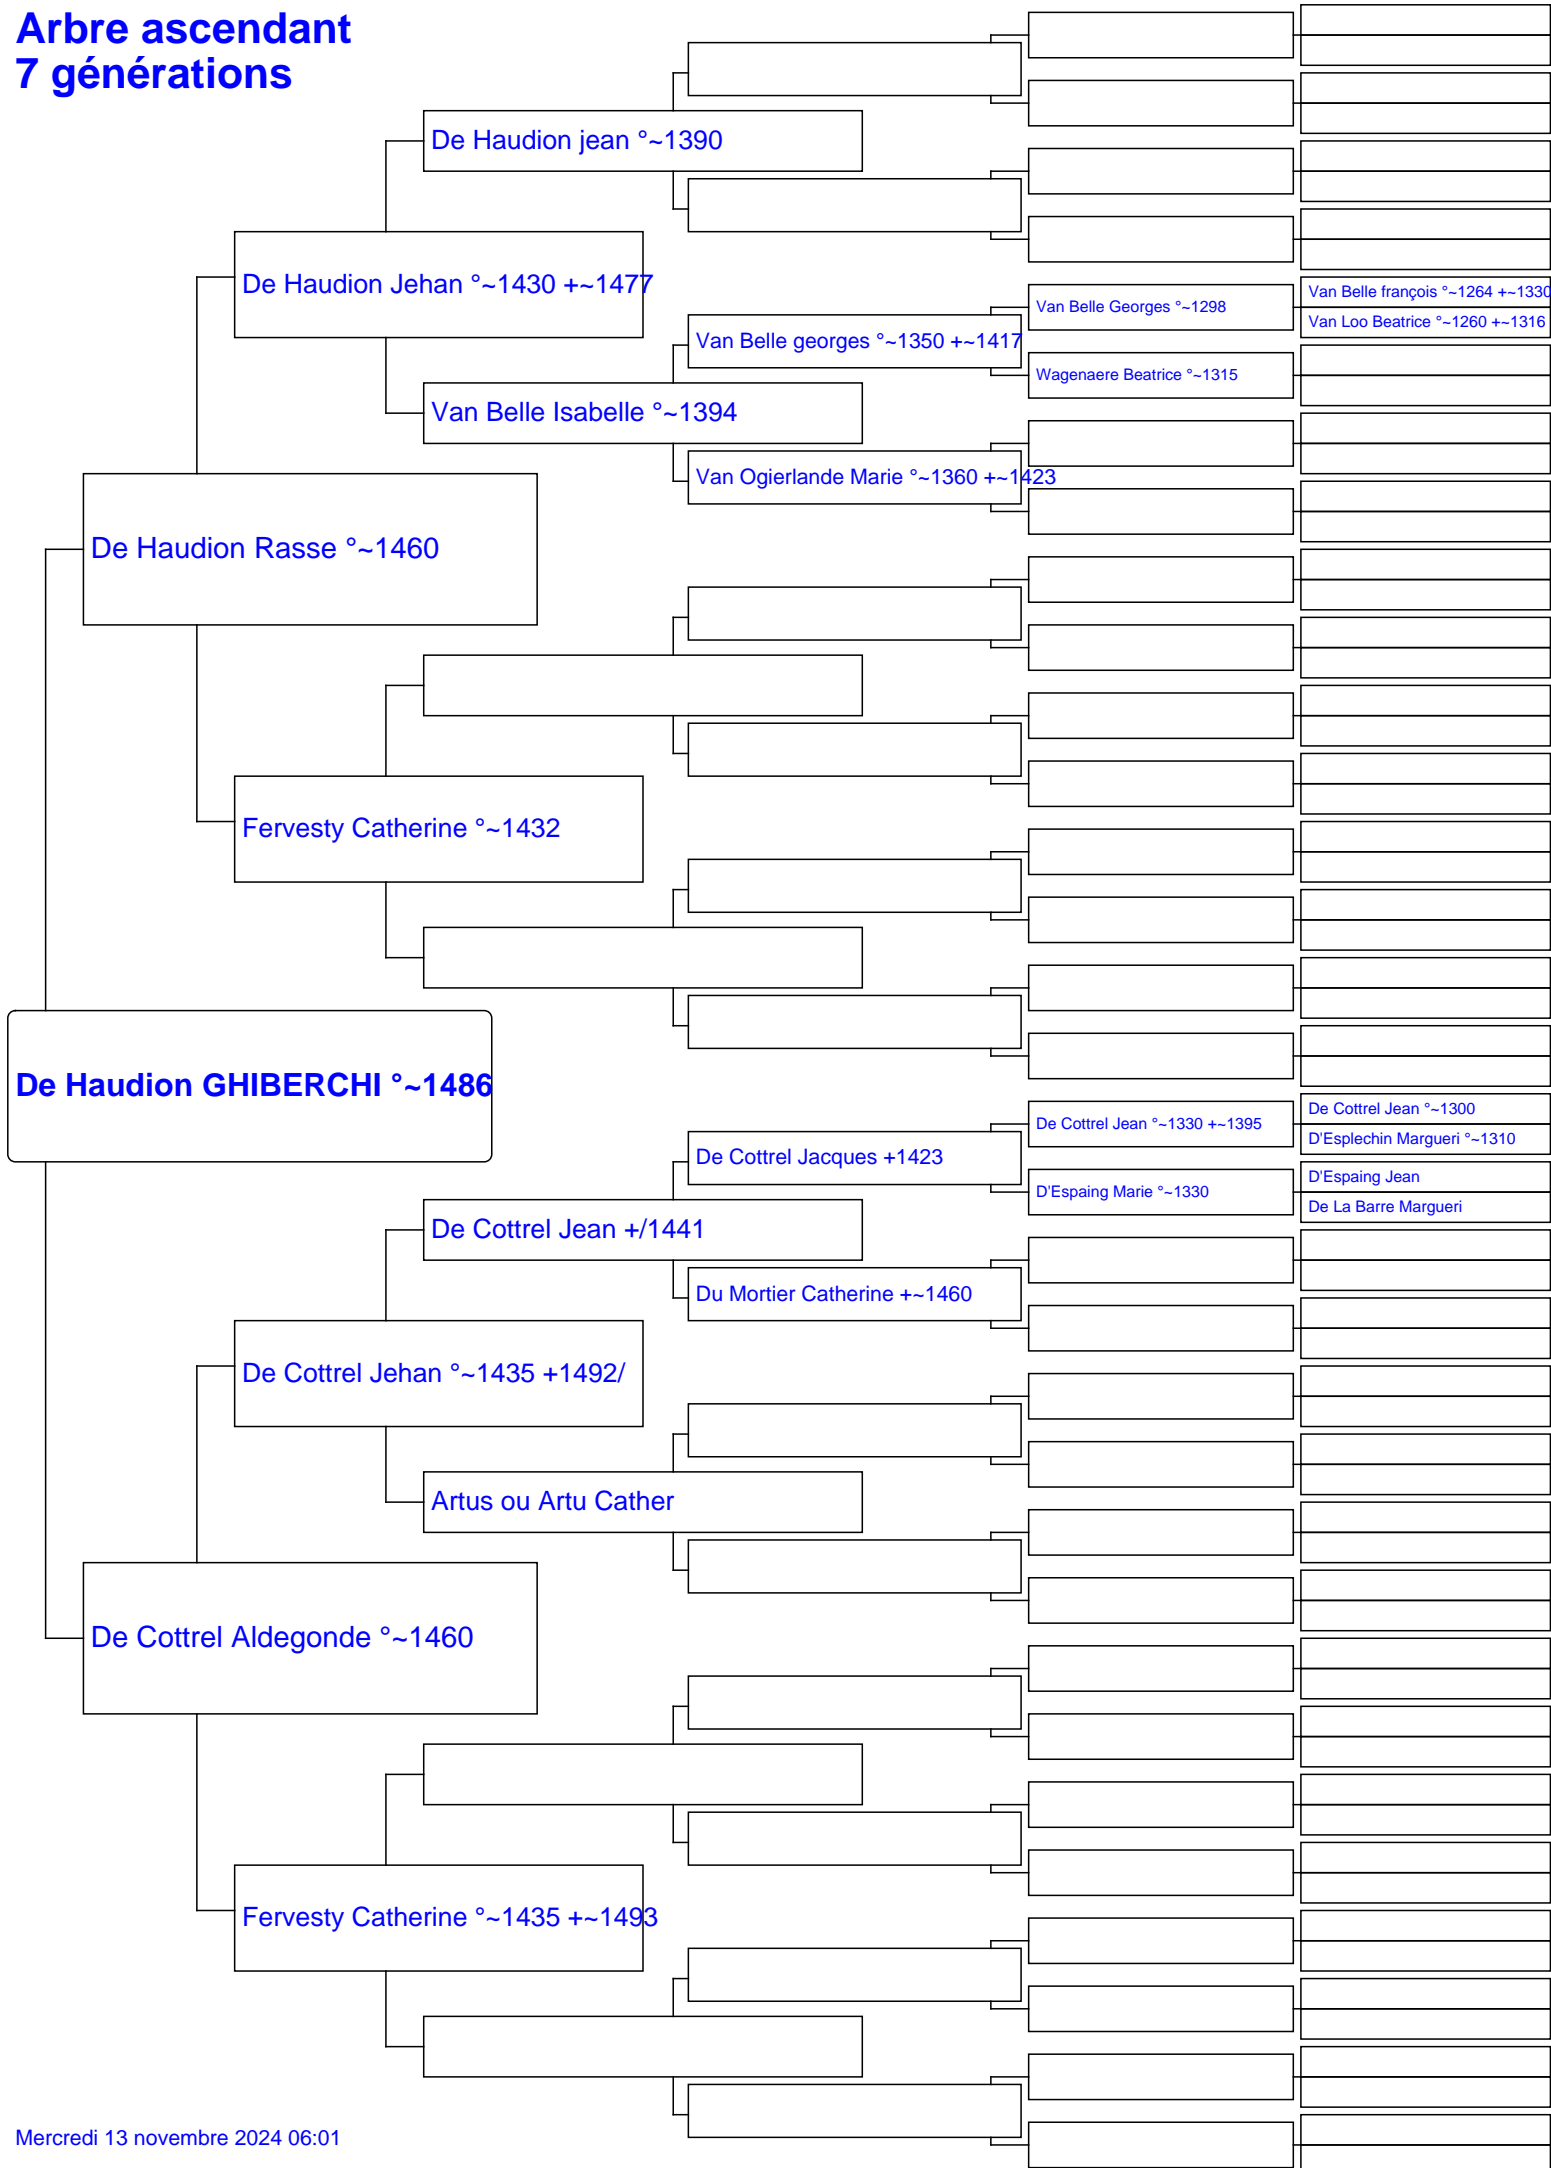 Arbre ascendant
7 générations
De Haudion jean °~1390
De Haudion Jehan °~1430 +~1477
Van Belle françois °~1264 +~1330
Van Belle Georges °~1298
Van Loo Beatrice °~1260 +~1316
Van Belle georges °~1350 +~1417
Wagenaere Beatrice °~1315
Van Belle Isabelle °~1394
Van Ogierlande Marie °~1360 +~1423
De Haudion Rasse °~1460
Fervesty Catherine °~1432
De Haudion GHIBERCHI °~1486
De Cottrel Jean °~1300
De Cottrel Jean °~1330 +~1395
D'Esplechin Margueri °~1310
De Cottrel Jacques +1423
D'Espaing Jean
D'Espaing Marie °~1330
De La Barre Margueri
De Cottrel Jean +/1441
Du Mortier Catherine +~1460
De Cottrel Jehan °~1435 +1492/
Artus ou Artu Cather
De Cottrel Aldegonde °~1460
Fervesty Catherine °~1435 +~1493
Mercredi 13 novembre 2024 06:01